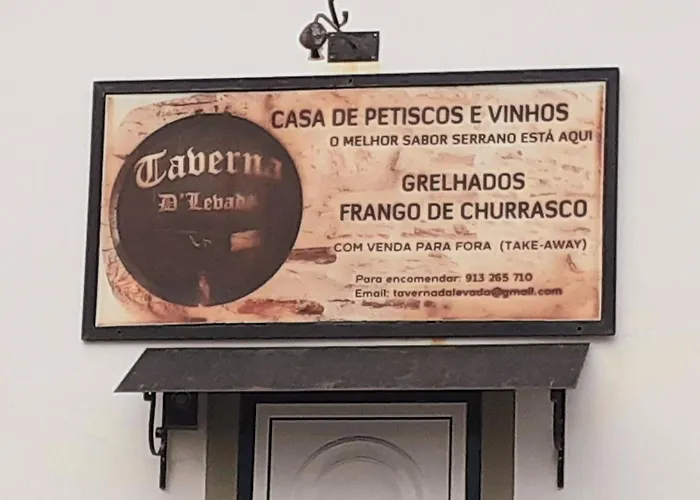 Taverna
D'Levada
CASA DE PETISCOS E VINHOS
O MELHOR SABOR SERRANO ESTÁ AQUI
GRELHADOS
FRANGO DE CHURRASCO
COM VENDA PARA FORA (TAKE-AWAY)
Para encomendar: 913 265 710
Email: tavernadalevada@gmail.com